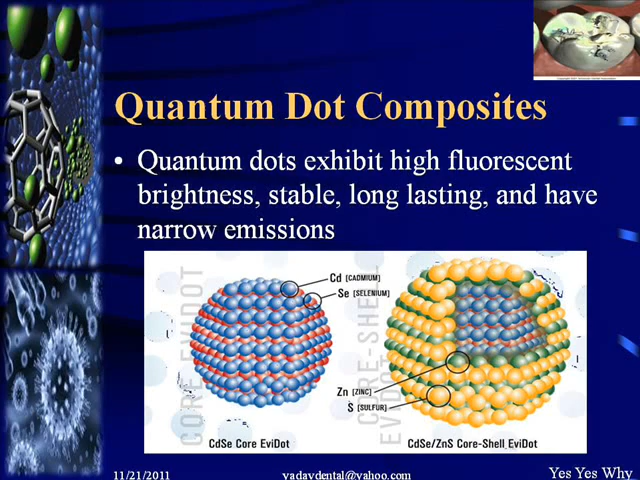 Quantum Dot Composites
• Quantum dots exhibit high fluorescent
brightness, stable, long lasting, and have
narrow emissions
CORE EVIDOT
Cd [CADMIUM]
Se [SELENIUM]
CORE-SHELL
EVIDOT
Zn [ZINC]
S [SULFUR]
CdSe Core EviDot
CdSe/ZnS Core-Shell EviDot
11/21/2011
yadavdental@yahoo.com
Yes Yes Why